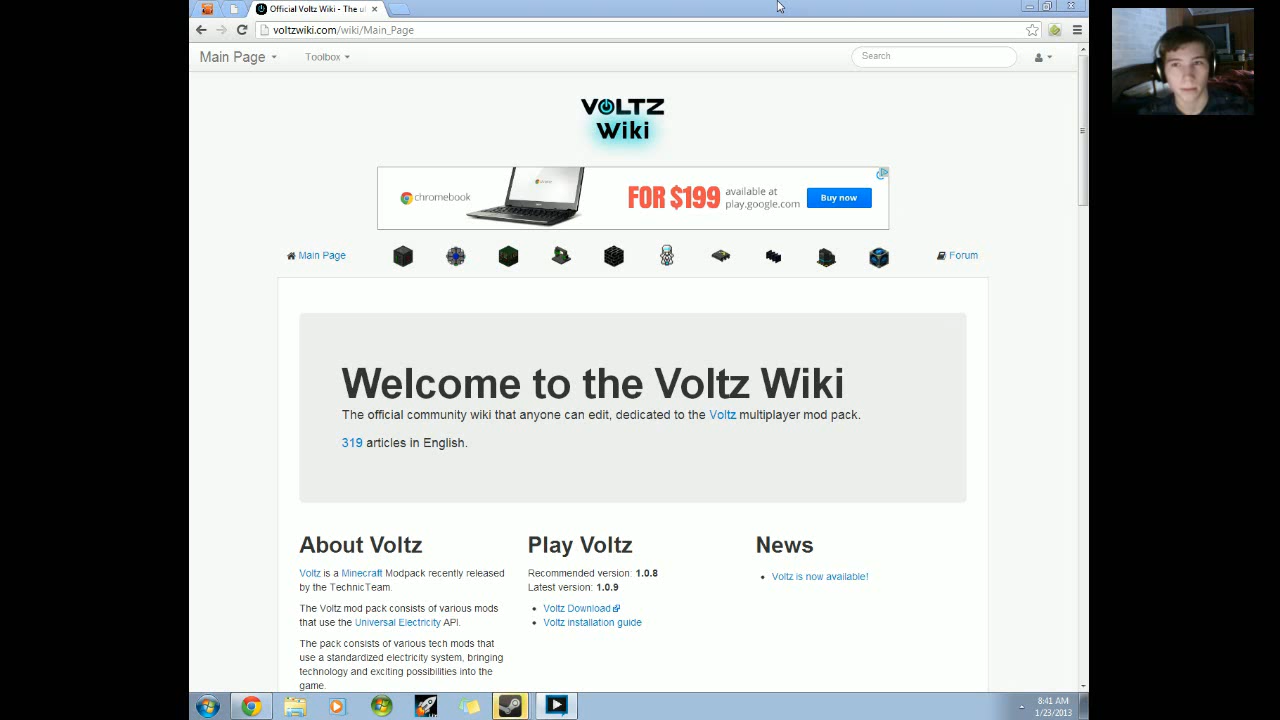 Official Voltz Wiki - The u
voltzwiki.com/wiki/Main_Page
Main Page
Toolbox
Search
VOLTZ
Wiki
chromebook
FOR $199
available at
play.google.com
Buy now
Main Page
Forum
Welcome to the Voltz Wiki
The official community wiki that anyone can edit, dedicated to the Voltz multiplayer mod pack.
319 articles in English.
About Voltz
Voltz is a Minecraft Modpack recently released
by the TechnicTeam.
The Voltz mod pack consists of various mods
that use the Universal Electricity API.
The pack consists of various tech mods that
use a standardized electricity system, bringing
technology and exciting possibilities into the
game.
Play Voltz
Recommended version: 1.0.8
Latest version: 1.0.9
Voltz Download
Voltz installation guide
News
Voltz is now available!
8:41 AM
1/23/2013